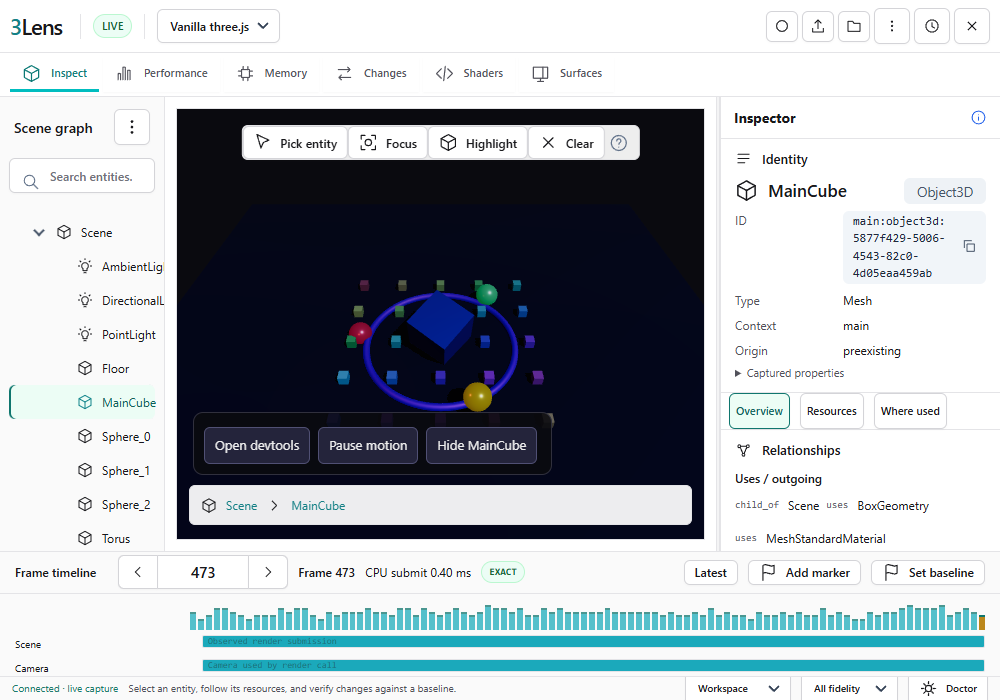 3Lens LIVE Vanilla three.js
Inspect Performance Memory Changes Shaders Surfaces
Scene graph
Search entities.
Scene
AmbientLig
DirectionalL
PointLight
Floor
MainCube
Sphere_0
Sphere_1
Sphere_2
Torus
Pick entity Focus Highlight Clear ?
Open devtools Pause motion Hide MainCube
Scene > MainCube
Inspector
Identity
MainCube Object3D
ID main:object3d:
5877f429-5006-
4543-82c0-
4d05eaa459ab
Type Mesh
Context main
Origin preexisting
Captured properties
Overview Resources Where used
Relationships
Uses / outgoing
child_of Scene uses BoxGeometry
uses MeshStandardMaterial
Frame timeline 473 Frame 473 CPU submit 0.40 ms EXACT Latest Add marker Set baseline
Scene Observed render submission
Camera Camera used by render call
Connected · live capture Select an entity, follow its resources, and verify changes against a baseline. Workspace All fidelity Doctor